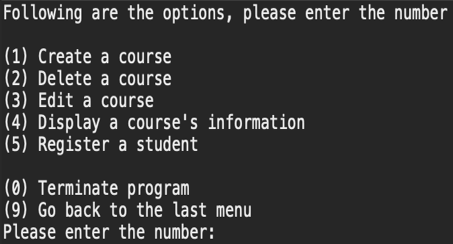 Following are the options, please enter the number
(1) Create a course
(2) Delete a course
(3) Edit a course
(4) Display a course's information
(5) Register a student
(0) Terminate program
(9) Go back to the last menu
Please enter the number: